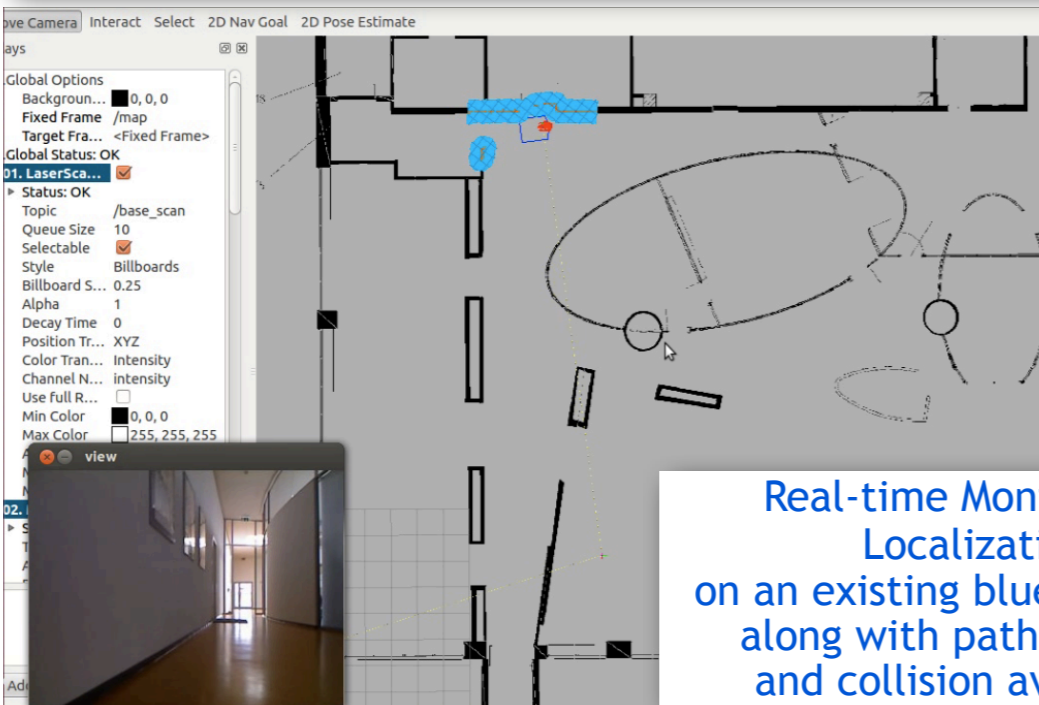 ove Camera Interact Select 2D Nav Goal 2D Pose Estimate
ays
.Global Options
Backgroun... 0, 0, 0
Fixed Frame /map
Target Fra... <Fixed Frame>
.Global Status: OK
01. LaserSca...
Status: OK
Topic /base_scan
Queue Size 10
Selectable
Style Billboards
Billboard S... 0.25
Alpha 1
Decay Time 0
Position Tr... XYZ
Color Tran... Intensity
Channel N... intensity
Use full R...
Min Color 0, 0, 0
Max Color 255, 255, 255
02.
view
Ad
Real-time Mon
Localizati
on an existing blue
along with path
and collision av